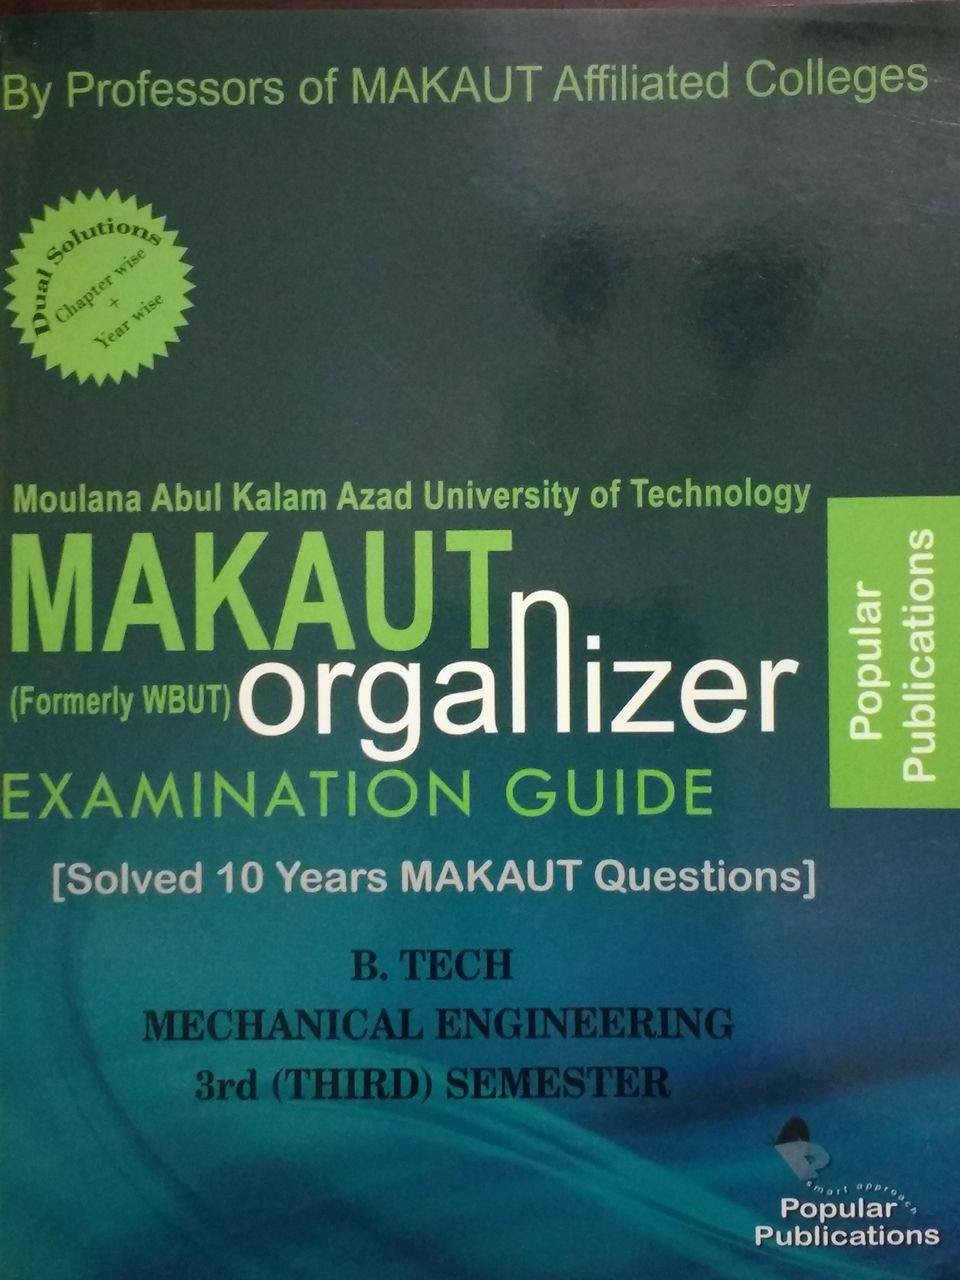 By Professors of MAKAUT Affiliated Colleges
Dual Solutions
Chapter wise
+
Year wise
Moulana Abul Kalam Azad University of Technology
MAKAUT
(Formerly WBUT) organizer
EXAMINATION GUIDE
Popular
Publications
[Solved 10 Years MAKAUT Questions]
B. TECH
MECHANICAL ENGINEERING
3rd (THIRD) SEMESTER
smart approach
Popular
Publications